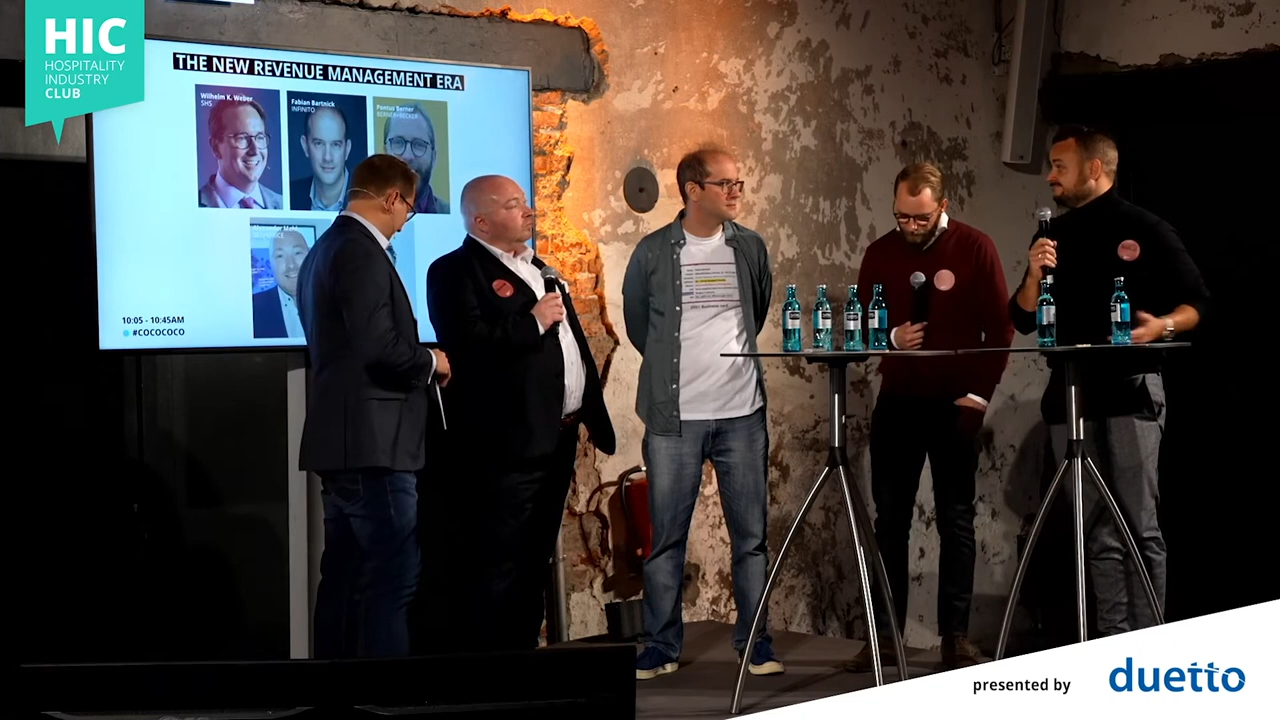 HIC
HOSPITALITY
INDUSTRY
CLUB
THE NEW REVENUE MANAGEMENT ERA
Wilhelm K. Weber
SHS
Fabian Bartnick
INFINITO
Pontus Berner
BERNER+BECKER
10:05 - 10:45AM
#COCOCOCO
presented by
duetto